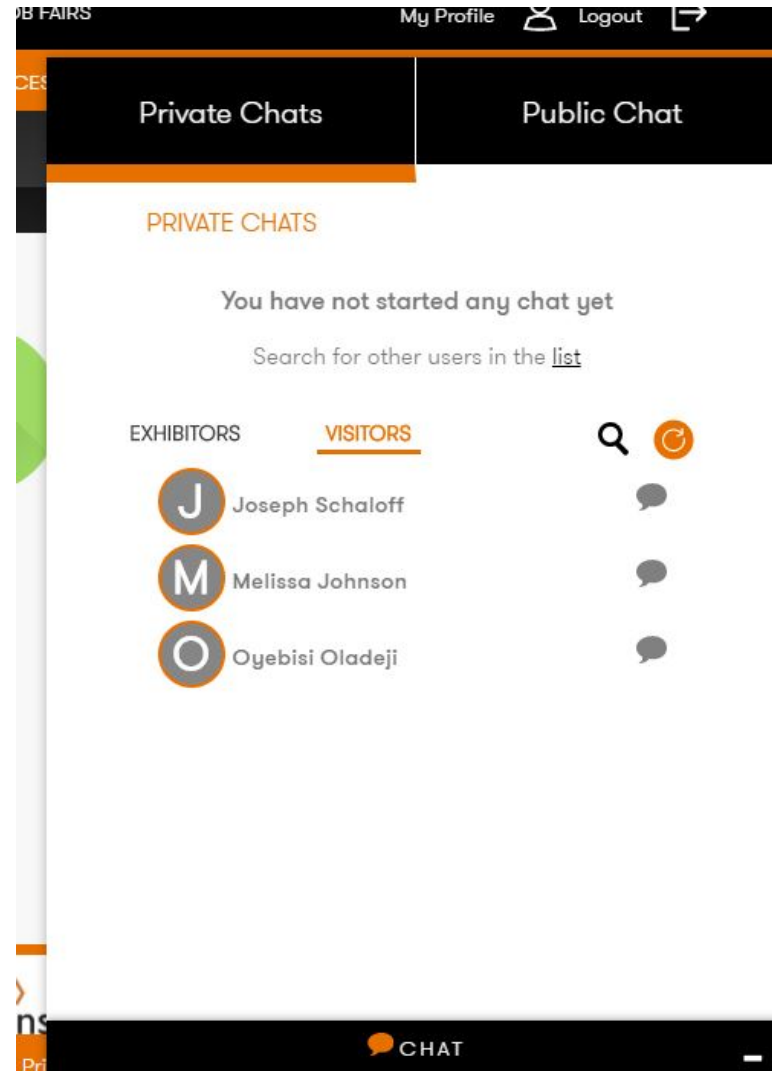 OB FAIRS My Profile Logout
CES
Private Chats Public Chat
PRIVATE CHATS
You have not started any chat yet
Search for other users in the list
EXHIBITORS VISITORS
J Joseph Schaloff
M Melissa Johnson
O Oyebisi Oladeji
ns
CHAT
Pri